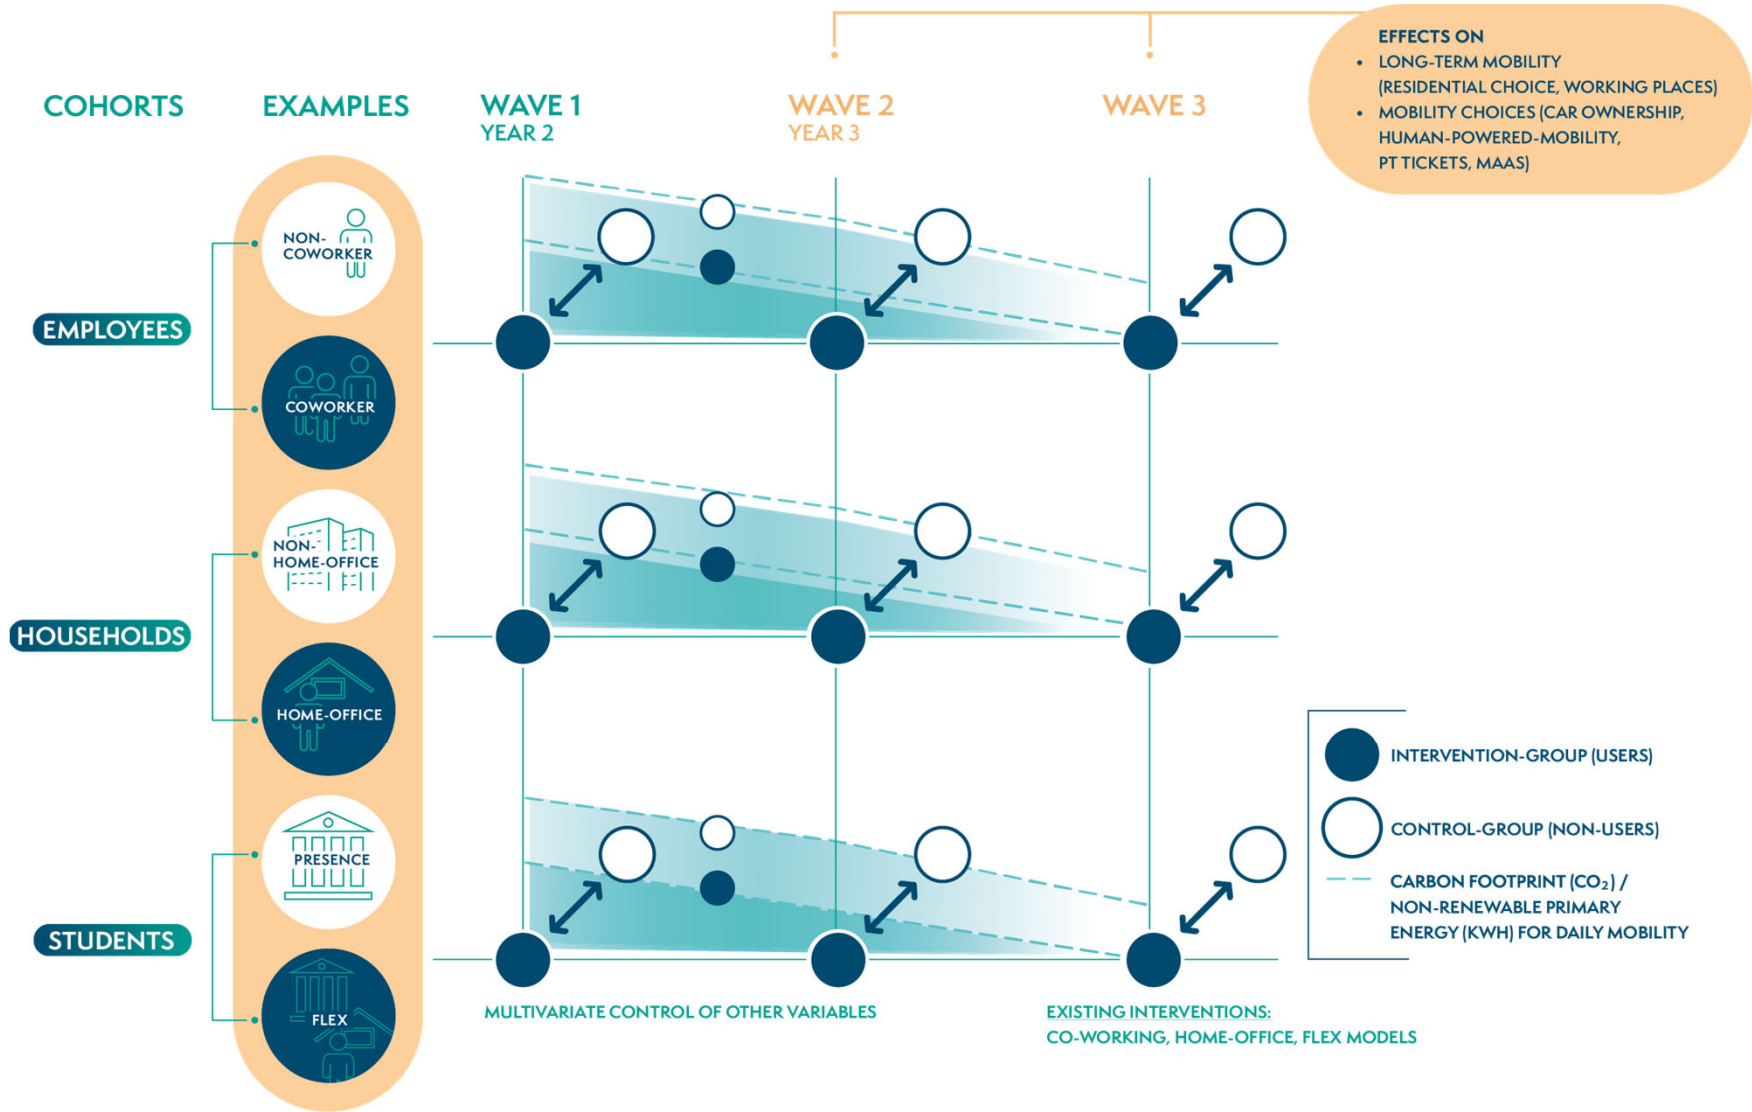 EFFECTS ON
• LONG-TERM MOBILITY
(RESIDENTIAL CHOICE, WORKING PLACES)
• MOBILITY CHOICES (CAR OWNERSHIP,
HUMAN-POWERED-MOBILITY,
PT TICKETS, MAAS)
COHORTS
EXAMPLES
WAVE 1
YEAR 2
WAVE 2
YEAR 3
WAVE 3
EMPLOYEES
NON-
COWORKER
COWORKER
HOUSEHOLDS
NON-
HOME-OFFICE
HOME-OFFICE
STUDENTS
PRESENCE
FLEX
INTERVENTION-GROUP (USERS)
CONTROL-GROUP (NON-USERS)
CARBON FOOTPRINT (CO₂) /
NON-RENEWABLE PRIMARY
ENERGY (KWH) FOR DAILY MOBILITY
MULTIVARIATE CONTROL OF OTHER VARIABLES
EXISTING INTERVENTIONS:
CO-WORKING, HOME-OFFICE, FLEX MODELS